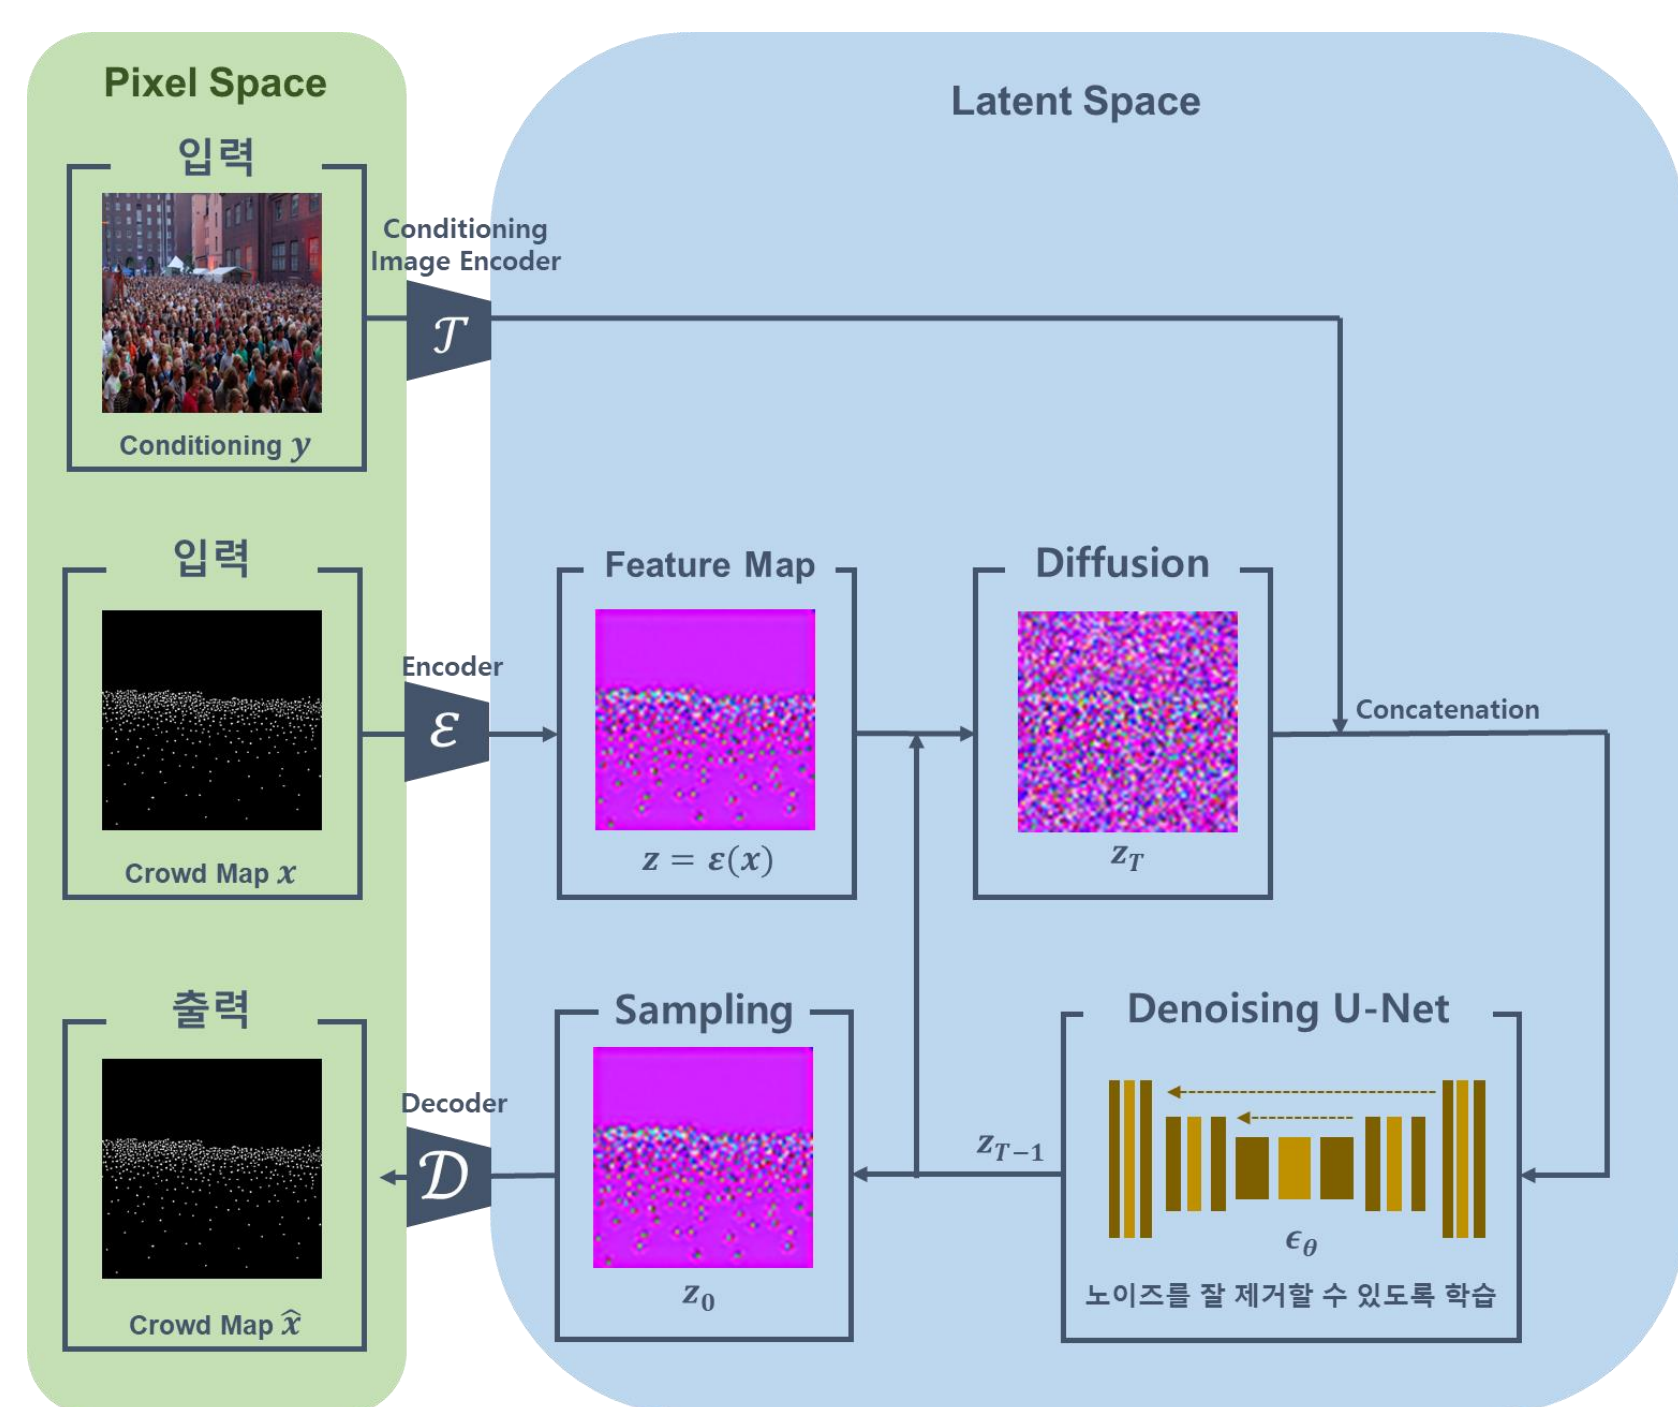 Pixel Space
Latent Space
입력
Conditioning
Image Encoder
𝒯
Conditioning y
입력
Feature Map
Diffusion
Encoder
ℰ
Concatenation
z = ε(x)
z_T
Crowd Map x
출력
Sampling
Denoising U-Net
Decoder
𝒟
z_{T−1}
ϵ_θ
z_0
노이즈를 잘 제거할 수 있도록 학습
Crowd Map x̂